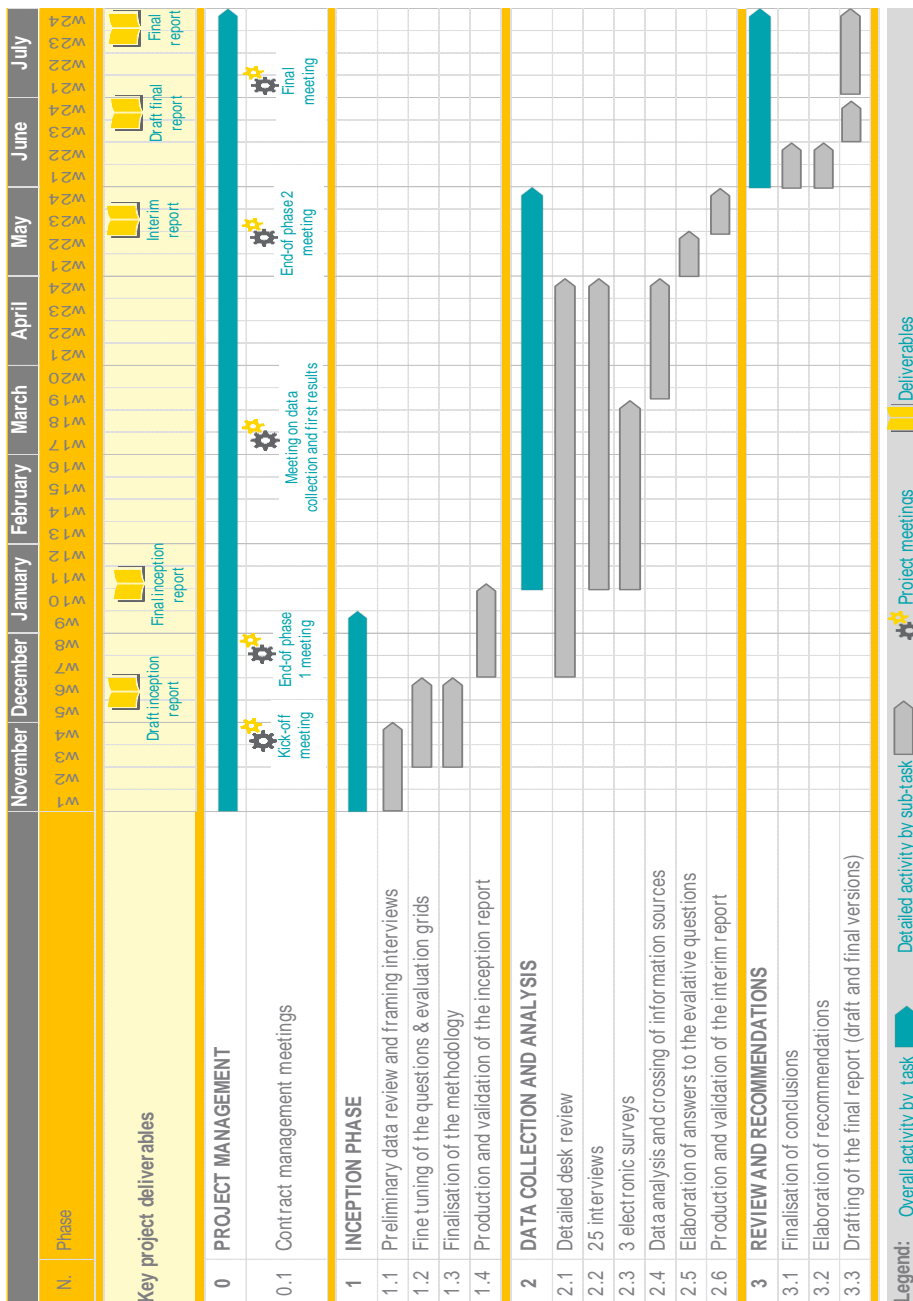 November December January February March April May June July
N. Phase w1 w2 w3 w4 w5 w6 w7 w8 w9 w10 w11 w12 w13 w14 w15 w16 w17 w18 w19 w20 w21 w22 w23 w24 w21 w22 w23 w24 w21 w22 w23 w24 w21 w22 w23 w24
Key project deliverables
Draft inception
report
Final inception
report
Interim
report
Draft final
report
Final
report
0 PROJECT MANAGEMENT
0.1 Contract management meetings
Kick-off
meeting
End-of phase
1 meeting
Meeting on data
collection and first results
End-of phase 2
meeting
Final
meeting
1 INCEPTION PHASE
1.1 Preliminary data review and framing interviews
1.2 Fine tuning of the questions & evaluation grids
1.3 Finalisation of the methodology
1.4 Production and validation of the inception report
2 DATA COLLECTION AND ANALYSIS
2.1 Detailed desk review
2.2 25 interviews
2.3 3 electronic surveys
2.4 Data analysis and crossing of information sources
2.5 Elaboration of answers to the evalative questions
2.6 Production and validation of the interim report
3 REVIEW AND RECOMMENDATIONS
3.1 Finalisation of conclusions
3.2 Elaboration of recommendations
3.3 Drafting of the final report (draft and final versions)
Legend: Overall activity by task Detailed activity by sub-task Project meetings Deliverables